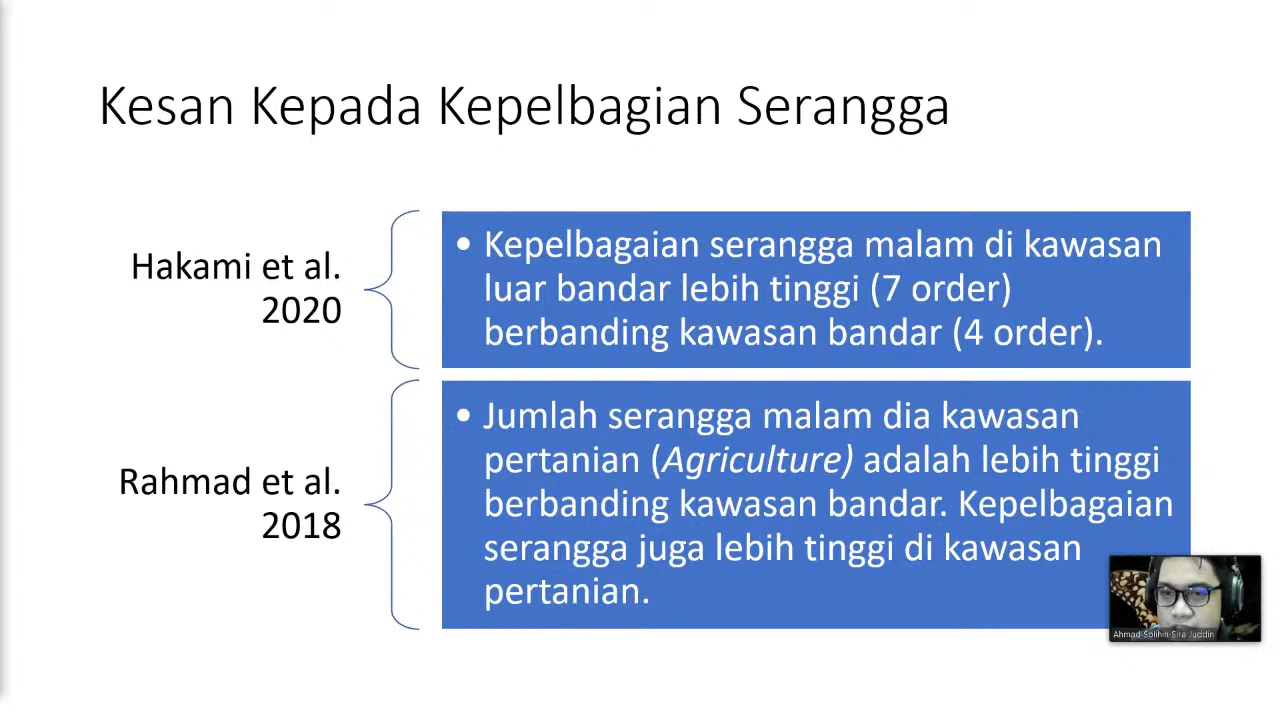 Kesan Kepada Kepelbagian Serangga
Hakami et al.
2020
• Kepelbagaian serangga malam di kawasan
luar bandar lebih tinggi (7 order)
berbanding kawasan bandar (4 order).
Rahmad et al.
2018
• Jumlah serangga malam dia kawasan
pertanian (Agriculture) adalah lebih tinggi
berbanding kawasan bandar. Kepelbagaian
serangga juga lebih tinggi di kawasan
pertanian.
Ahmad-Solihin Sira Juddin